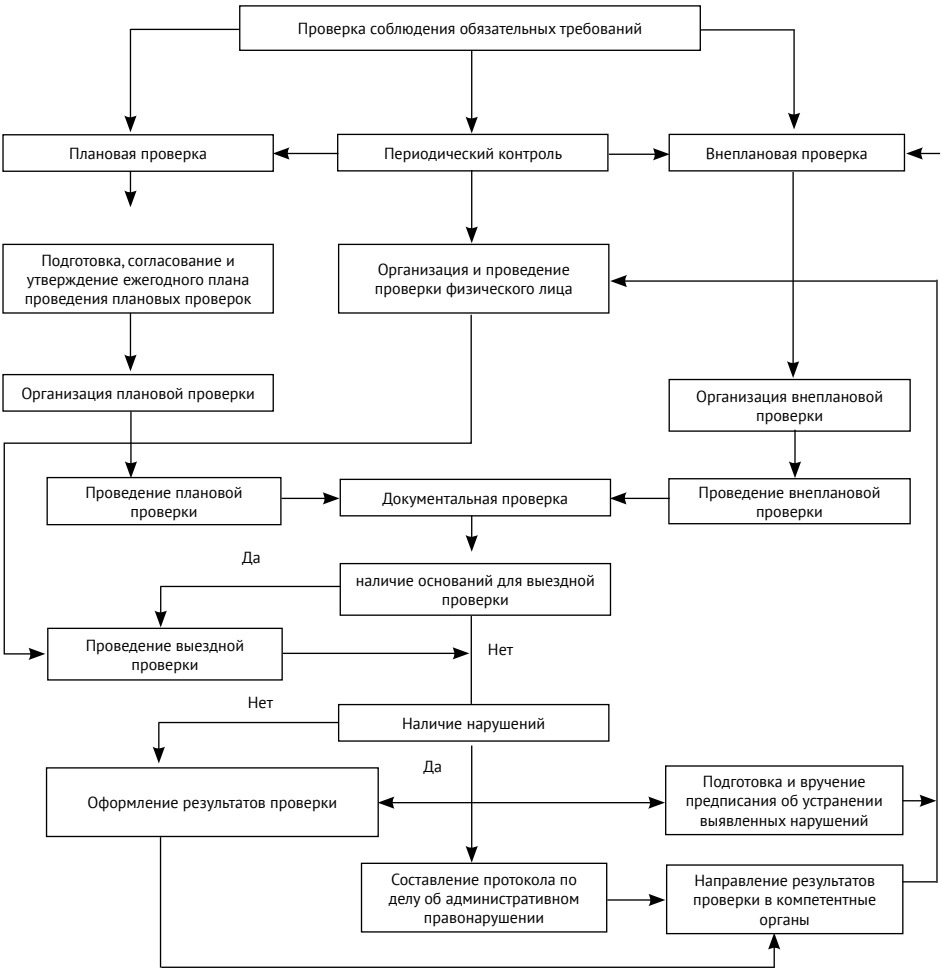 Проверка соблюдения обязательных требований
Плановая проверка
Периодический контроль
Внеплановая проверка
Подготовка, согласование и
утверждение ежегодного плана
проведения плановых проверок
Организация и проведение
проверки физического лица
Организация плановой проверки
Организация внеплановой
проверки
Проведение плановой
проверки
Документальная проверка
Проведение внеплановой
проверки
Да
наличие оснований для выездной
проверки
Проведение выездной
проверки
Нет
Нет
Наличие нарушений
Да
Оформление результатов проверки
Подготовка и вручение
предписания об устранении
выявленных нарушений
Составление протокола по
делу об административном
правонарушении
Направление результатов
проверки в компетентные
органы